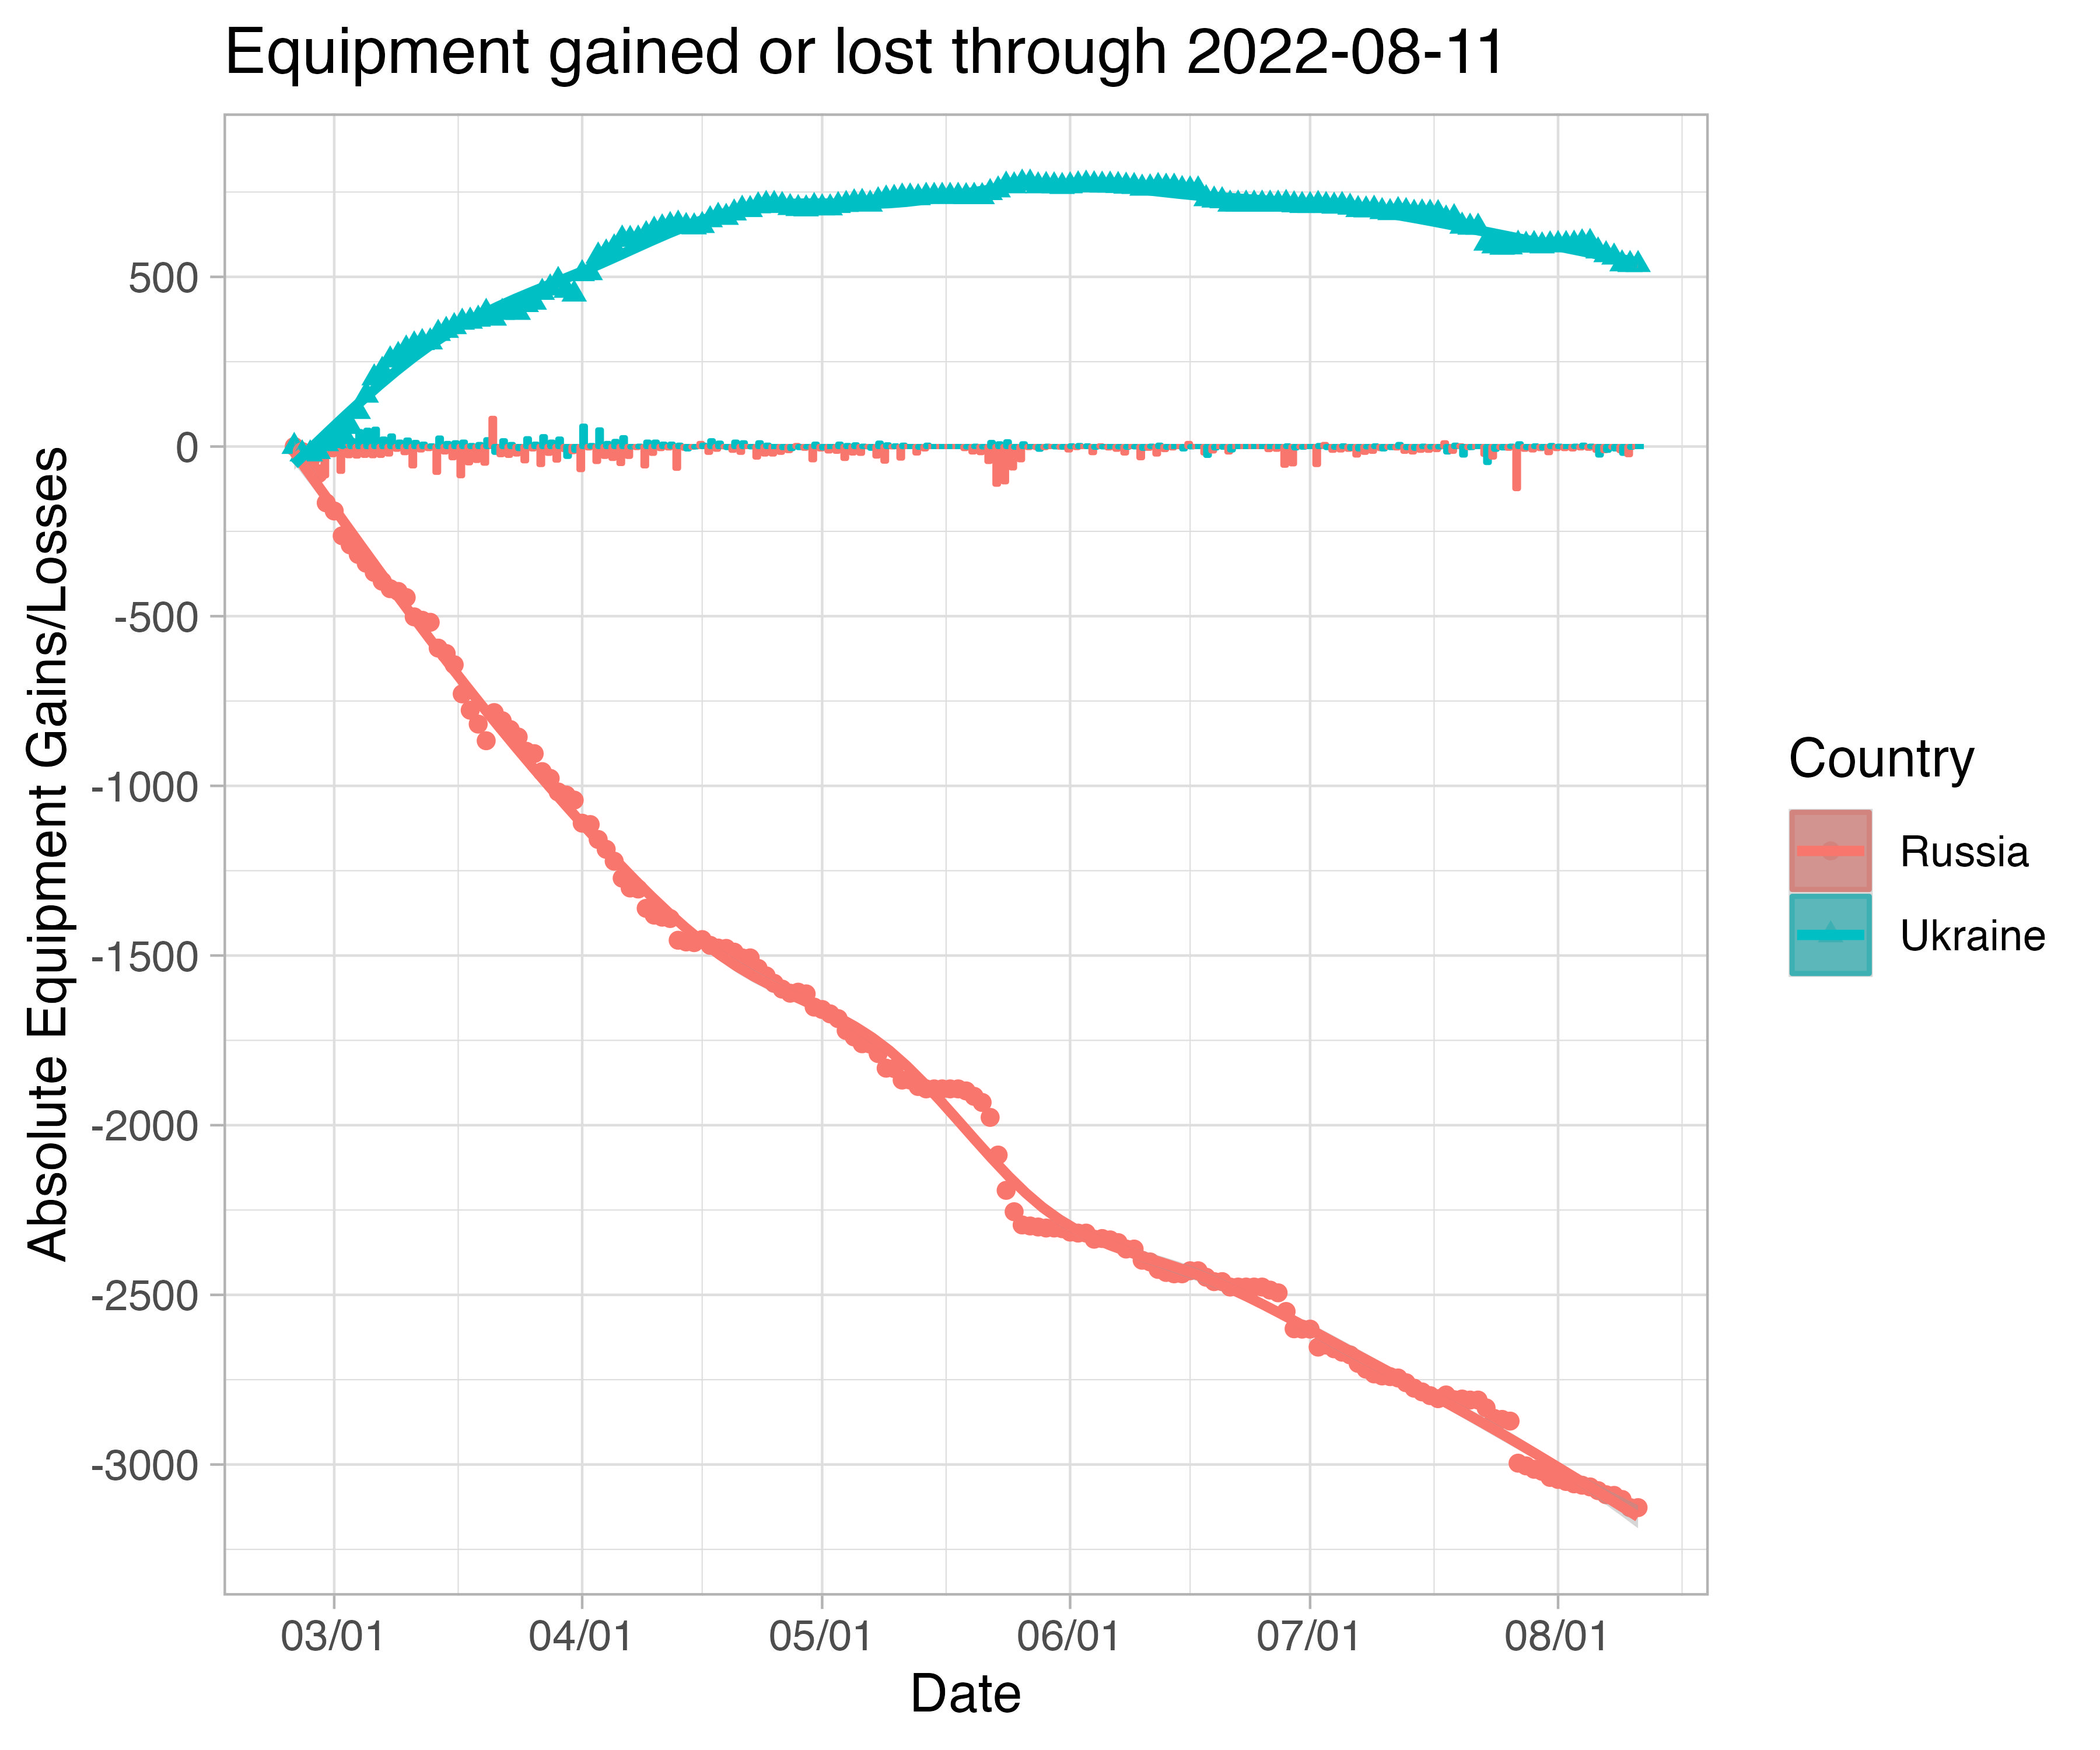 Equipment gained or lost through 2022-08-11
Absolute Equipment Gains/Losses
500
0
-500
-1000
-1500
-2000
-2500
-3000
03/01 04/01 05/01 06/01 07/01 08/01
Date
Country
Russia
Ukraine